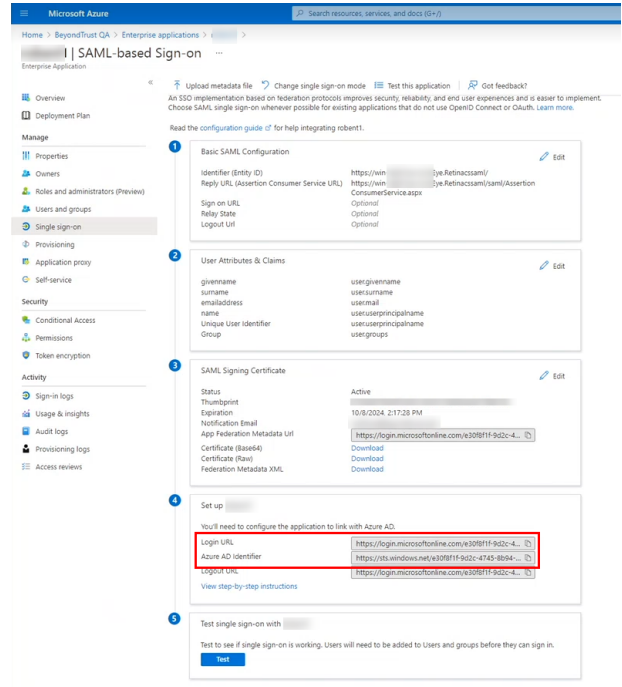 Microsoft Azure
Search resources, services, and docs (G+/)
Home > BeyondTrust QA > Enterprise applications > >
| SAML-based Sign-on ...
Enterprise Application
«
Overview
Deployment Plan
Manage
Properties
Owners
Roles and administrators (Preview)
Users and groups
Single sign-on
Provisioning
Application proxy
Self-service
Security
Conditional Access
Permissions
Token encryption
Activity
Sign-in logs
Usage & insights
Audit logs
Provisioning logs
Access reviews
Upload metadata file Change single sign-on mode Test this application Got feedback?
An SSO implementation based on federation protocols improves security, reliability, and end user experiences and is easier to implement.
Choose SAML single sign-on whenever possible for existing applications that do not use OpenID Connect or OAuth. Learn more.
Read the configuration guide for help integrating robent1.
1
Basic SAML Configuration
Edit
Identifier (Entity ID) https://win Eye.Retinacssaml/
Reply URL (Assertion Consumer Service URL) https://win Eye.Retinacssaml/saml/Assertion
ConsumerService.aspx
Sign on URL Optional
Relay State Optional
Logout Url Optional
2
User Attributes & Claims
Edit
givenname user.givenname
surname user.surname
emailaddress user.mail
name user.userprincipalname
Unique User Identifier user.userprincipalname
Group user.groups
3
SAML Signing Certificate
Edit
Status Active
Thumbprint
Expiration 10/8/2024, 2:17:28 PM
Notification Email
App Federation Metadata Url https://login.microsoftonline.com/e30f8f1f-9d2c-4...
Certificate (Base64) Download
Certificate (Raw) Download
Federation Metadata XML Download
4
Set up
You'll need to configure the application to link with Azure AD.
Login URL https://login.microsoftonline.com/e30f8f1f-9d2c-4...
Azure AD Identifier https://sts.windows.net/e30f8f1f-9d2c-4745-8b94-...
Logout URL https://login.microsoftonline.com/e30f8f1f-9d2c-4...
View step-by-step instructions
5
Test single sign-on with
Test to see if single sign-on is working. Users will need to be added to Users and groups before they can sign in.
Test